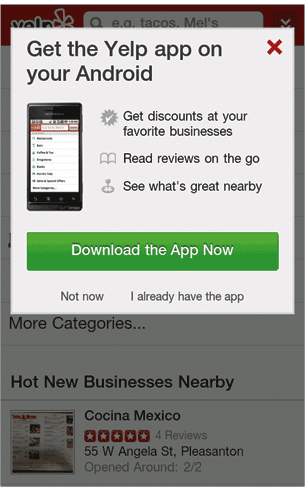 yelp
e.g. tacos, Mel's
Get the Yelp app on
your Android
Get discounts at your
favorite businesses
Read reviews on the go
See what's great nearby
Download the App Now
Not now
I already have the app
More Categories...
Hot New Businesses Nearby
Cocina Mexico
4 Reviews
55 W Angela St, Pleasanton
Opened Around: 2/2